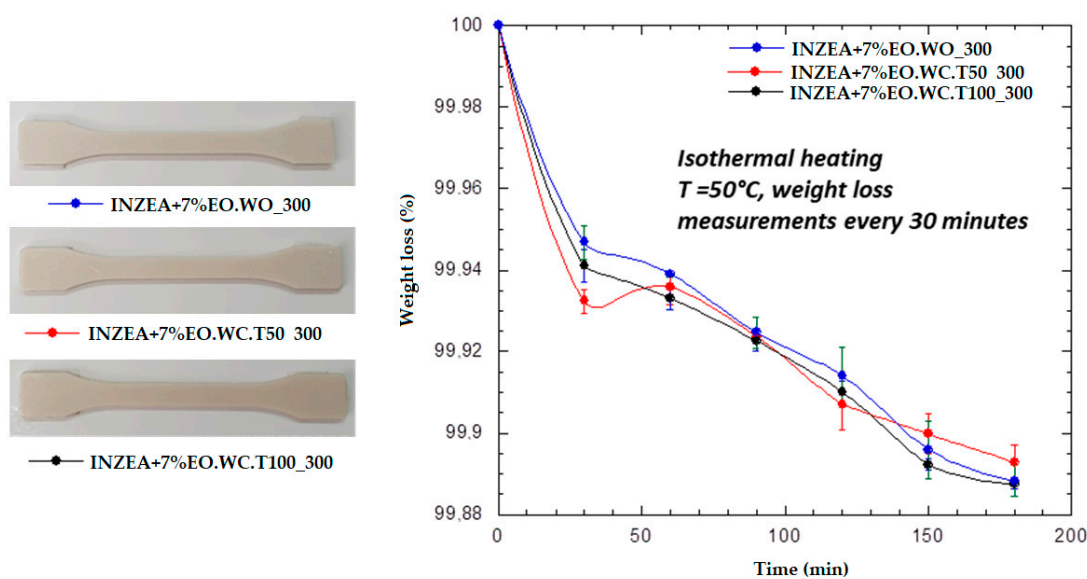 INZEA+7%EO.WO_300
INZEA+7%EO.WC.T50_300
INZEA+7%EO.WC.T100_300
Weight loss (%)
100
99.98
99.96
99.94
99.92
99.9
99.88
INZEA+7%EO.WO_300
INZEA+7%EO.WC.T50_300
INZEA+7%EO.WC.T100_300
Isothermal heating
T =50°C, weight loss
measurements every 30 minutes
0 50 100 150 200
Time (min)